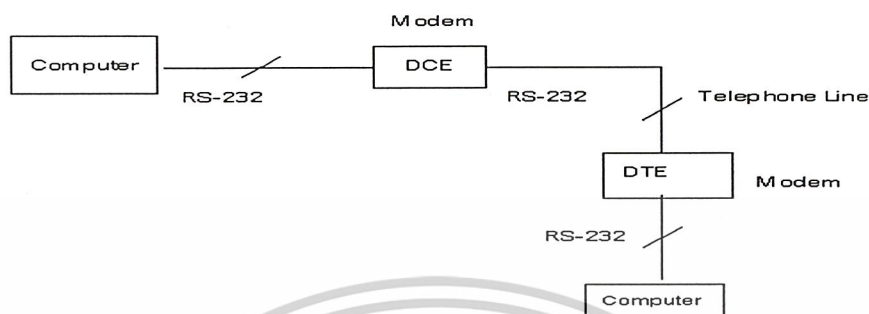 Modem
Computer
DCE
RS-232
RS-232
Telephone Line
DTE
Modem
RS-232
Computer